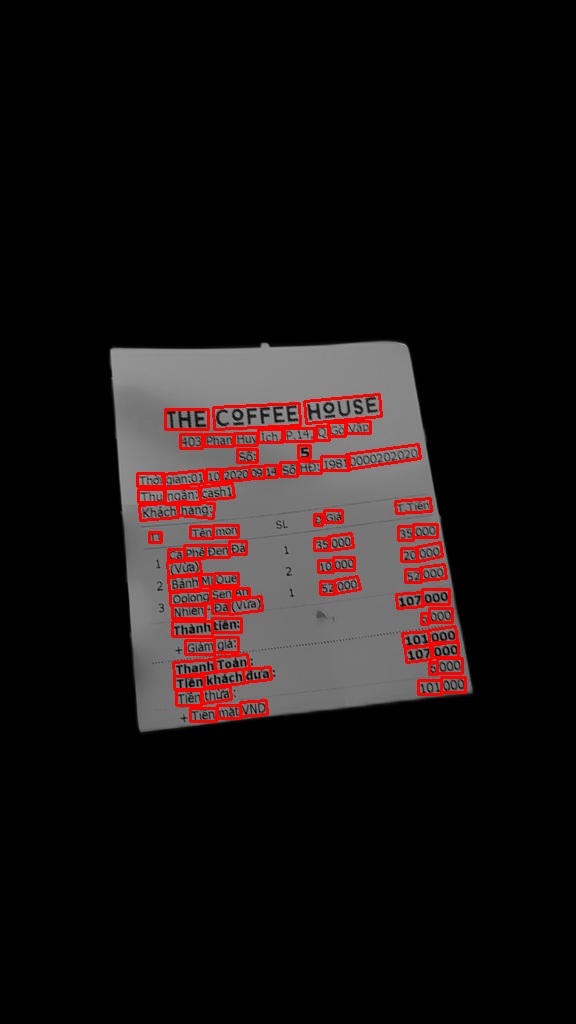 THE COFFEE HOUSE
403 Phan Huy Ích, P.14, Q. Gò Vấp
Số: 5
Thời gian:01 10 2020 09 14 Số HĐ: 1981 0000202020
Thu ngân: cash1
Khách hàng:
Tên món SL Đ.Giá T.Tiền
1 Cà Phê Đen Đá (Vừa) 1 35 000 35 000
2 Bánh Mì Que 2 10 000 20 000
3 Oolong Sen An Nhiên - Đá (Vừa) 1 52 000 52 000
Thành tiền: 107 000
+ Giảm giá: 000
Thanh Toán: 101 000
Tiền khách đưa: 107 000
Tiền thừa: 6 000
+ Tiền mặt VND 101 000